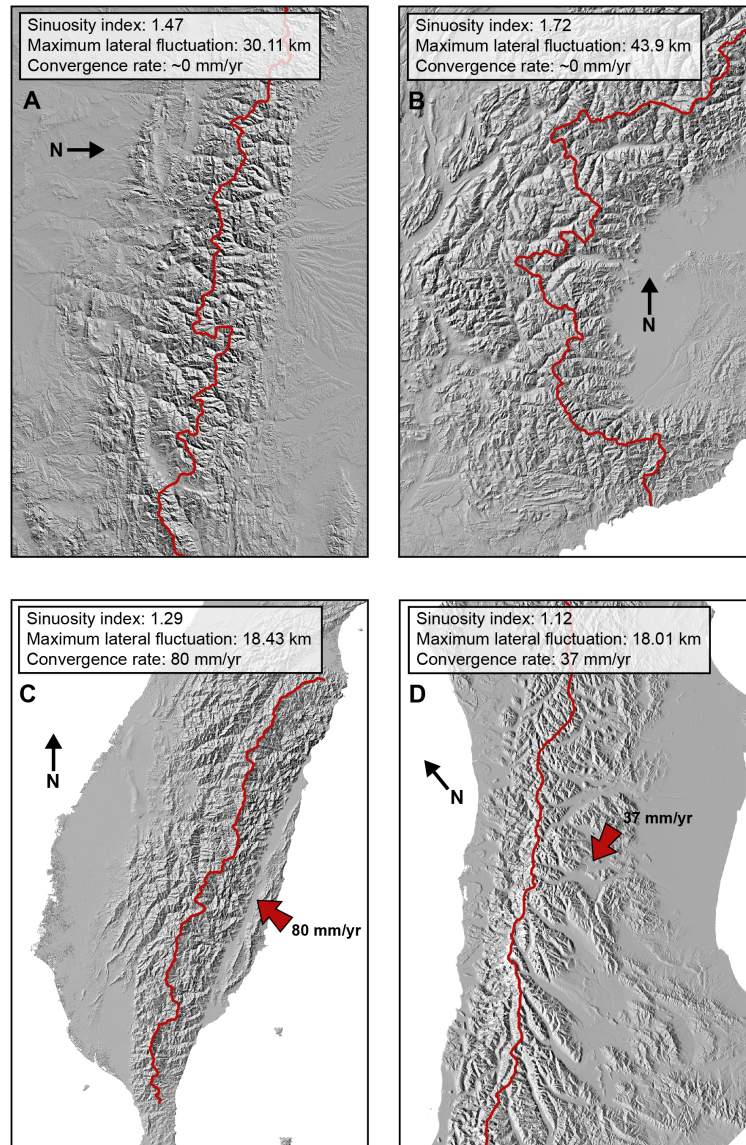 Sinuosity index: 1.47
Maximum lateral fluctuation: 30.11 km
Convergence rate: ~0 mm/yr
A
N
Sinuosity index: 1.72
Maximum lateral fluctuation: 43.9 km
Convergence rate: ~0 mm/yr
B
N
Sinuosity index: 1.29
Maximum lateral fluctuation: 18.43 km
Convergence rate: 80 mm/yr
C
N
80 mm/yr
Sinuosity index: 1.12
Maximum lateral fluctuation: 18.01 km
Convergence rate: 37 mm/yr
D
N
37 mm/yr